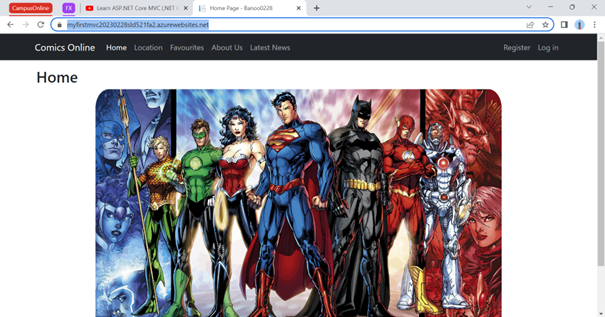 CampusOnline FX Learn ASP.NET Core MVC (.NET Home Page - Banoo0228
myfirstmvc20230228sld521fa2.azurewebsites.net
Comics Online Home Location Favourites About Us Latest News Register Log in
Home